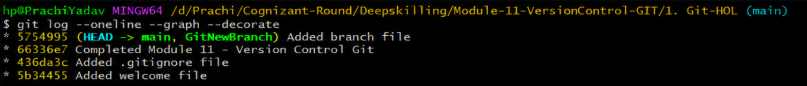 hp@PrachiYadav MINGW64 /d/Prachi/Cognizant-Round/Deepskilling/Module-11-VersionControl-GIT/1. Git-HOL (main)
$ git log --oneline --graph --decorate
* 5754995 (HEAD -> main, GitNewBranch) Added branch file
* 66336e7 Completed Module 11 - Version Control Git
* 436da3c Added .gitignore file
* 5b34455 Added welcome file